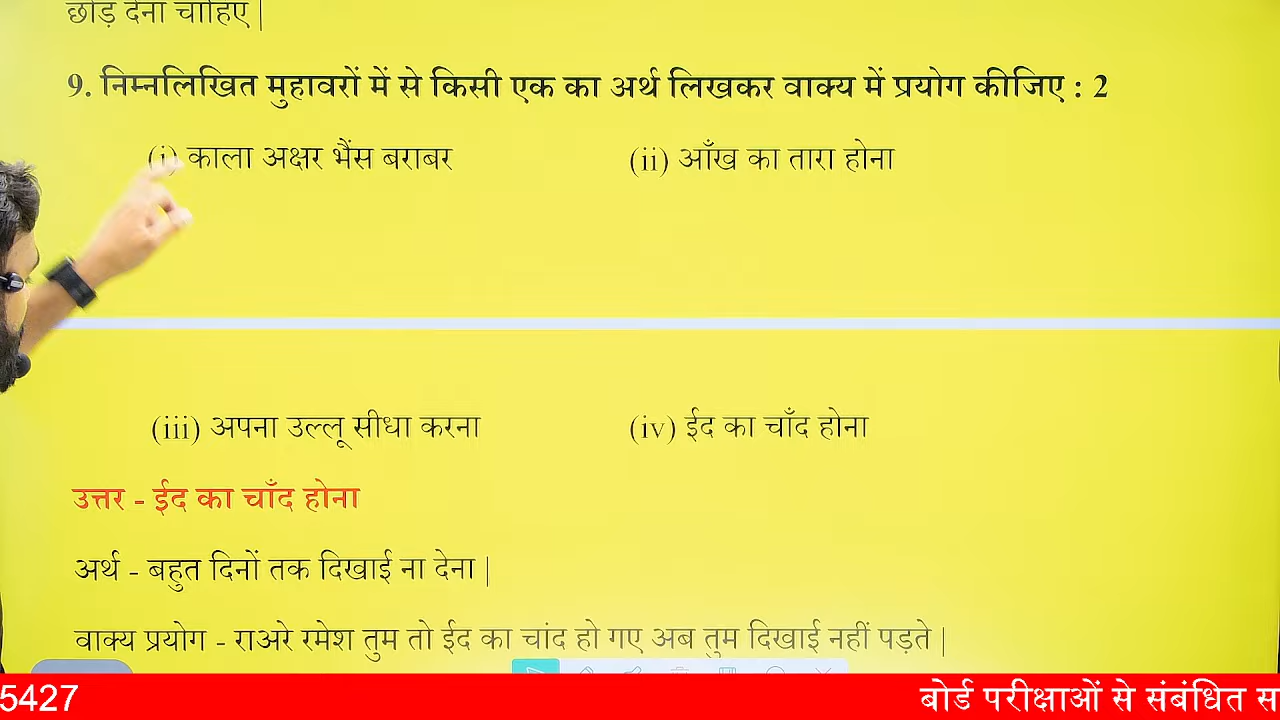 छोड़ देना चाहिए |
9. निम्नलिखित मुहावरों में से किसी एक का अर्थ लिखकर वाक्य में प्रयोग कीजिए : 2
(i) काला अक्षर भैंस बराबर (ii) आँख का तारा होना
(iii) अपना उल्लू सीधा करना (iv) ईद का चाँद होना
उत्तर - ईद का चाँद होना
अर्थ - बहुत दिनों तक दिखाई ना देना |
वाक्य प्रयोग - राअरे रमेश तुम तो ईद का चांद हो गए अब तुम दिखाई नहीं पड़ते |
5427 बोर्ड परीक्षाओं से संबंधित स